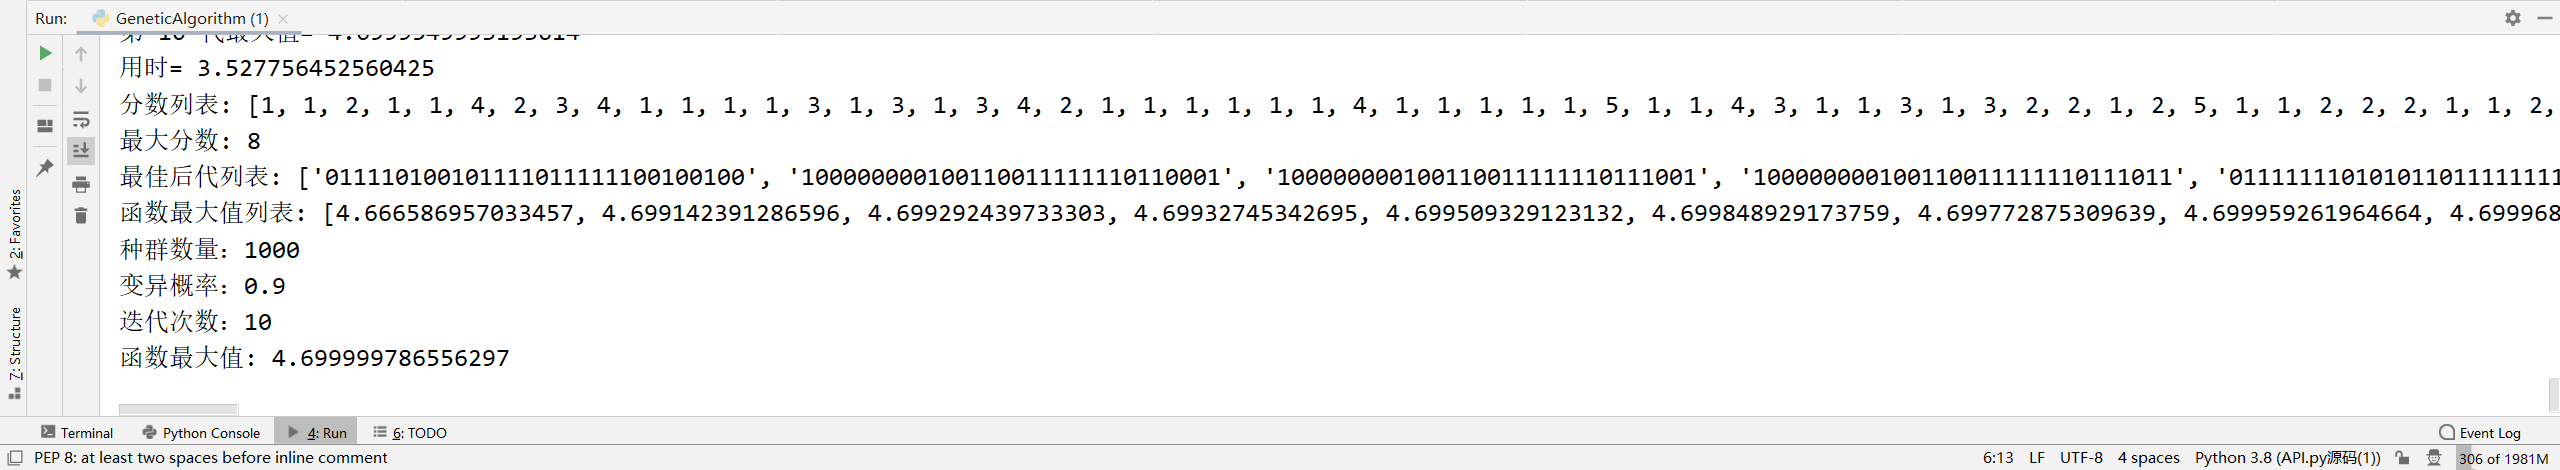 Run: GeneticAlgorithm (1)
用时= 3.527756452560425
分数列表: [1, 1, 2, 1, 1, 4, 2, 3, 4, 1, 1, 1, 1, 3, 1, 3, 1, 3, 4, 2, 1, 1, 1, 1, 1, 1, 4, 1, 1, 1, 1, 1, 5, 1, 1, 4, 3, 1, 1, 3, 1, 3, 2, 2, 1, 2, 5, 1, 1, 2, 2, 2, 1, 1, 2,
最大分数: 8
最佳后代列表: ['0111101001011110111111100100100', '1000000001001100111111110110001', '1000000001001100111111110111001', '1000000001001100111111110111011', '0111111101010110111111111
函数最大值列表: [4.666586957033457, 4.699142391286596, 4.699292439733303, 4.69932745342695, 4.699509329123132, 4.699848929173759, 4.699772875309639, 4.699959261964664, 4.699968
种群数量: 1000
变异概率: 0.9
迭代次数: 10
函数最大值: 4.699999786556297
2: Favorites
7: Structure
Terminal Python Console 4: Run 6: TODO Event Log
PEP 8: at least two spaces before inline comment 6:13 LF UTF-8 4 spaces Python 3.8 (API.py源码(1)) 306 of 1981M